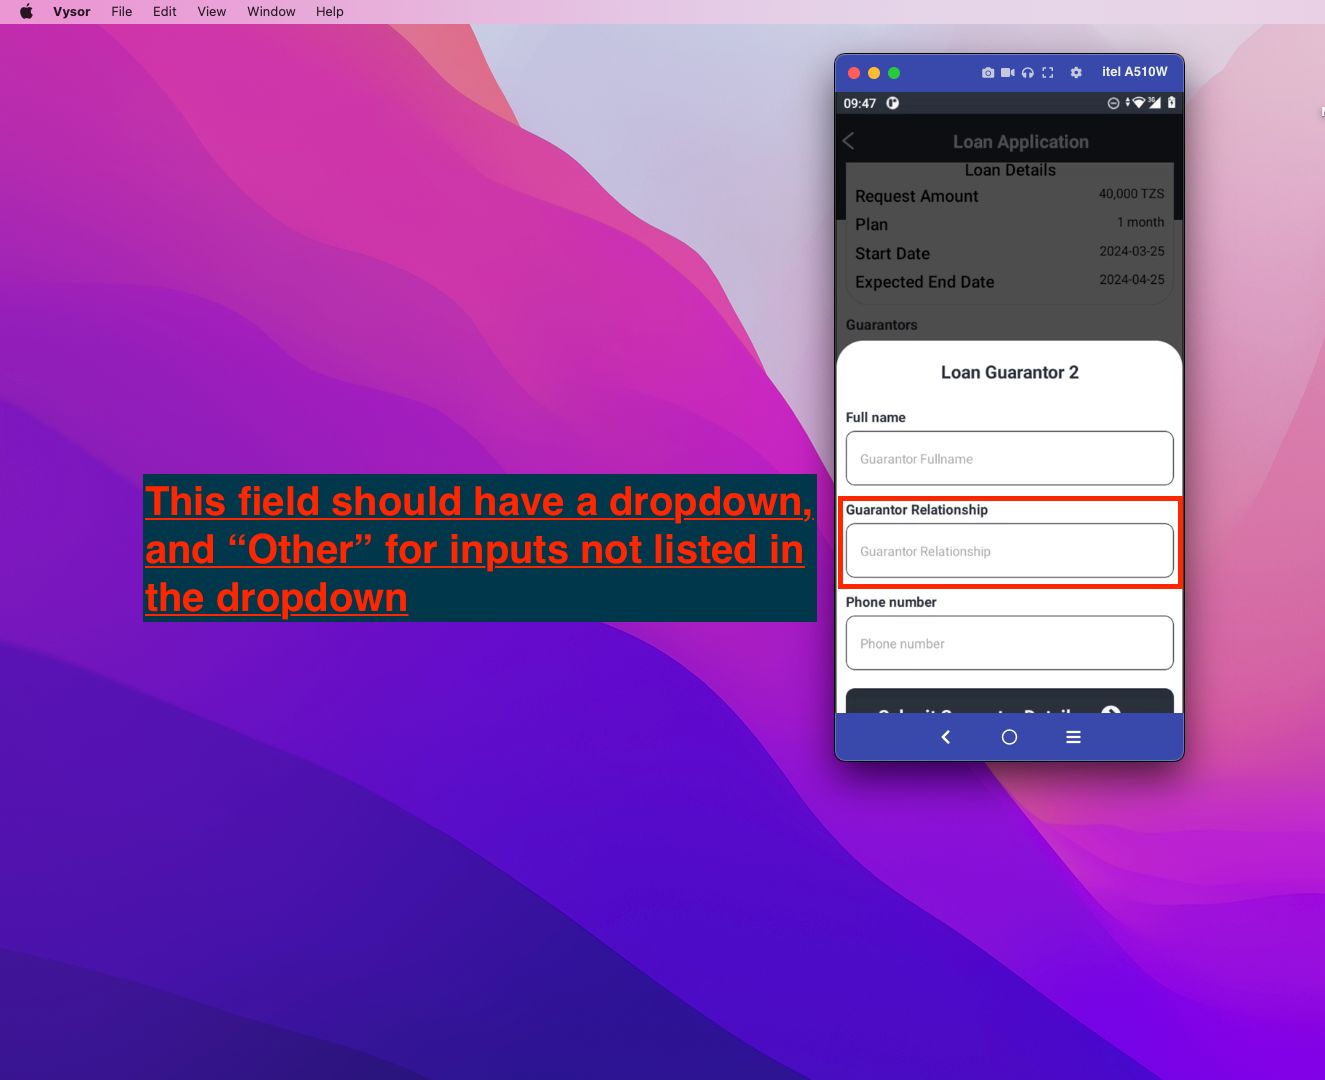 Vysor File Edit View Window Help
itel A510W
09:47
3G
Loan Application
Loan Details
Request Amount 40,000 TZS
Plan 1 month
Start Date 2024-03-25
Expected End Date 2024-04-25
Guarantors
Loan Guarantor 2
Full name
Guarantor Fullname
Guarantor Relationship
Guarantor Relationship
Phone number
Phone number
This field should have a dropdown,
and “Other” for inputs not listed in
the dropdown